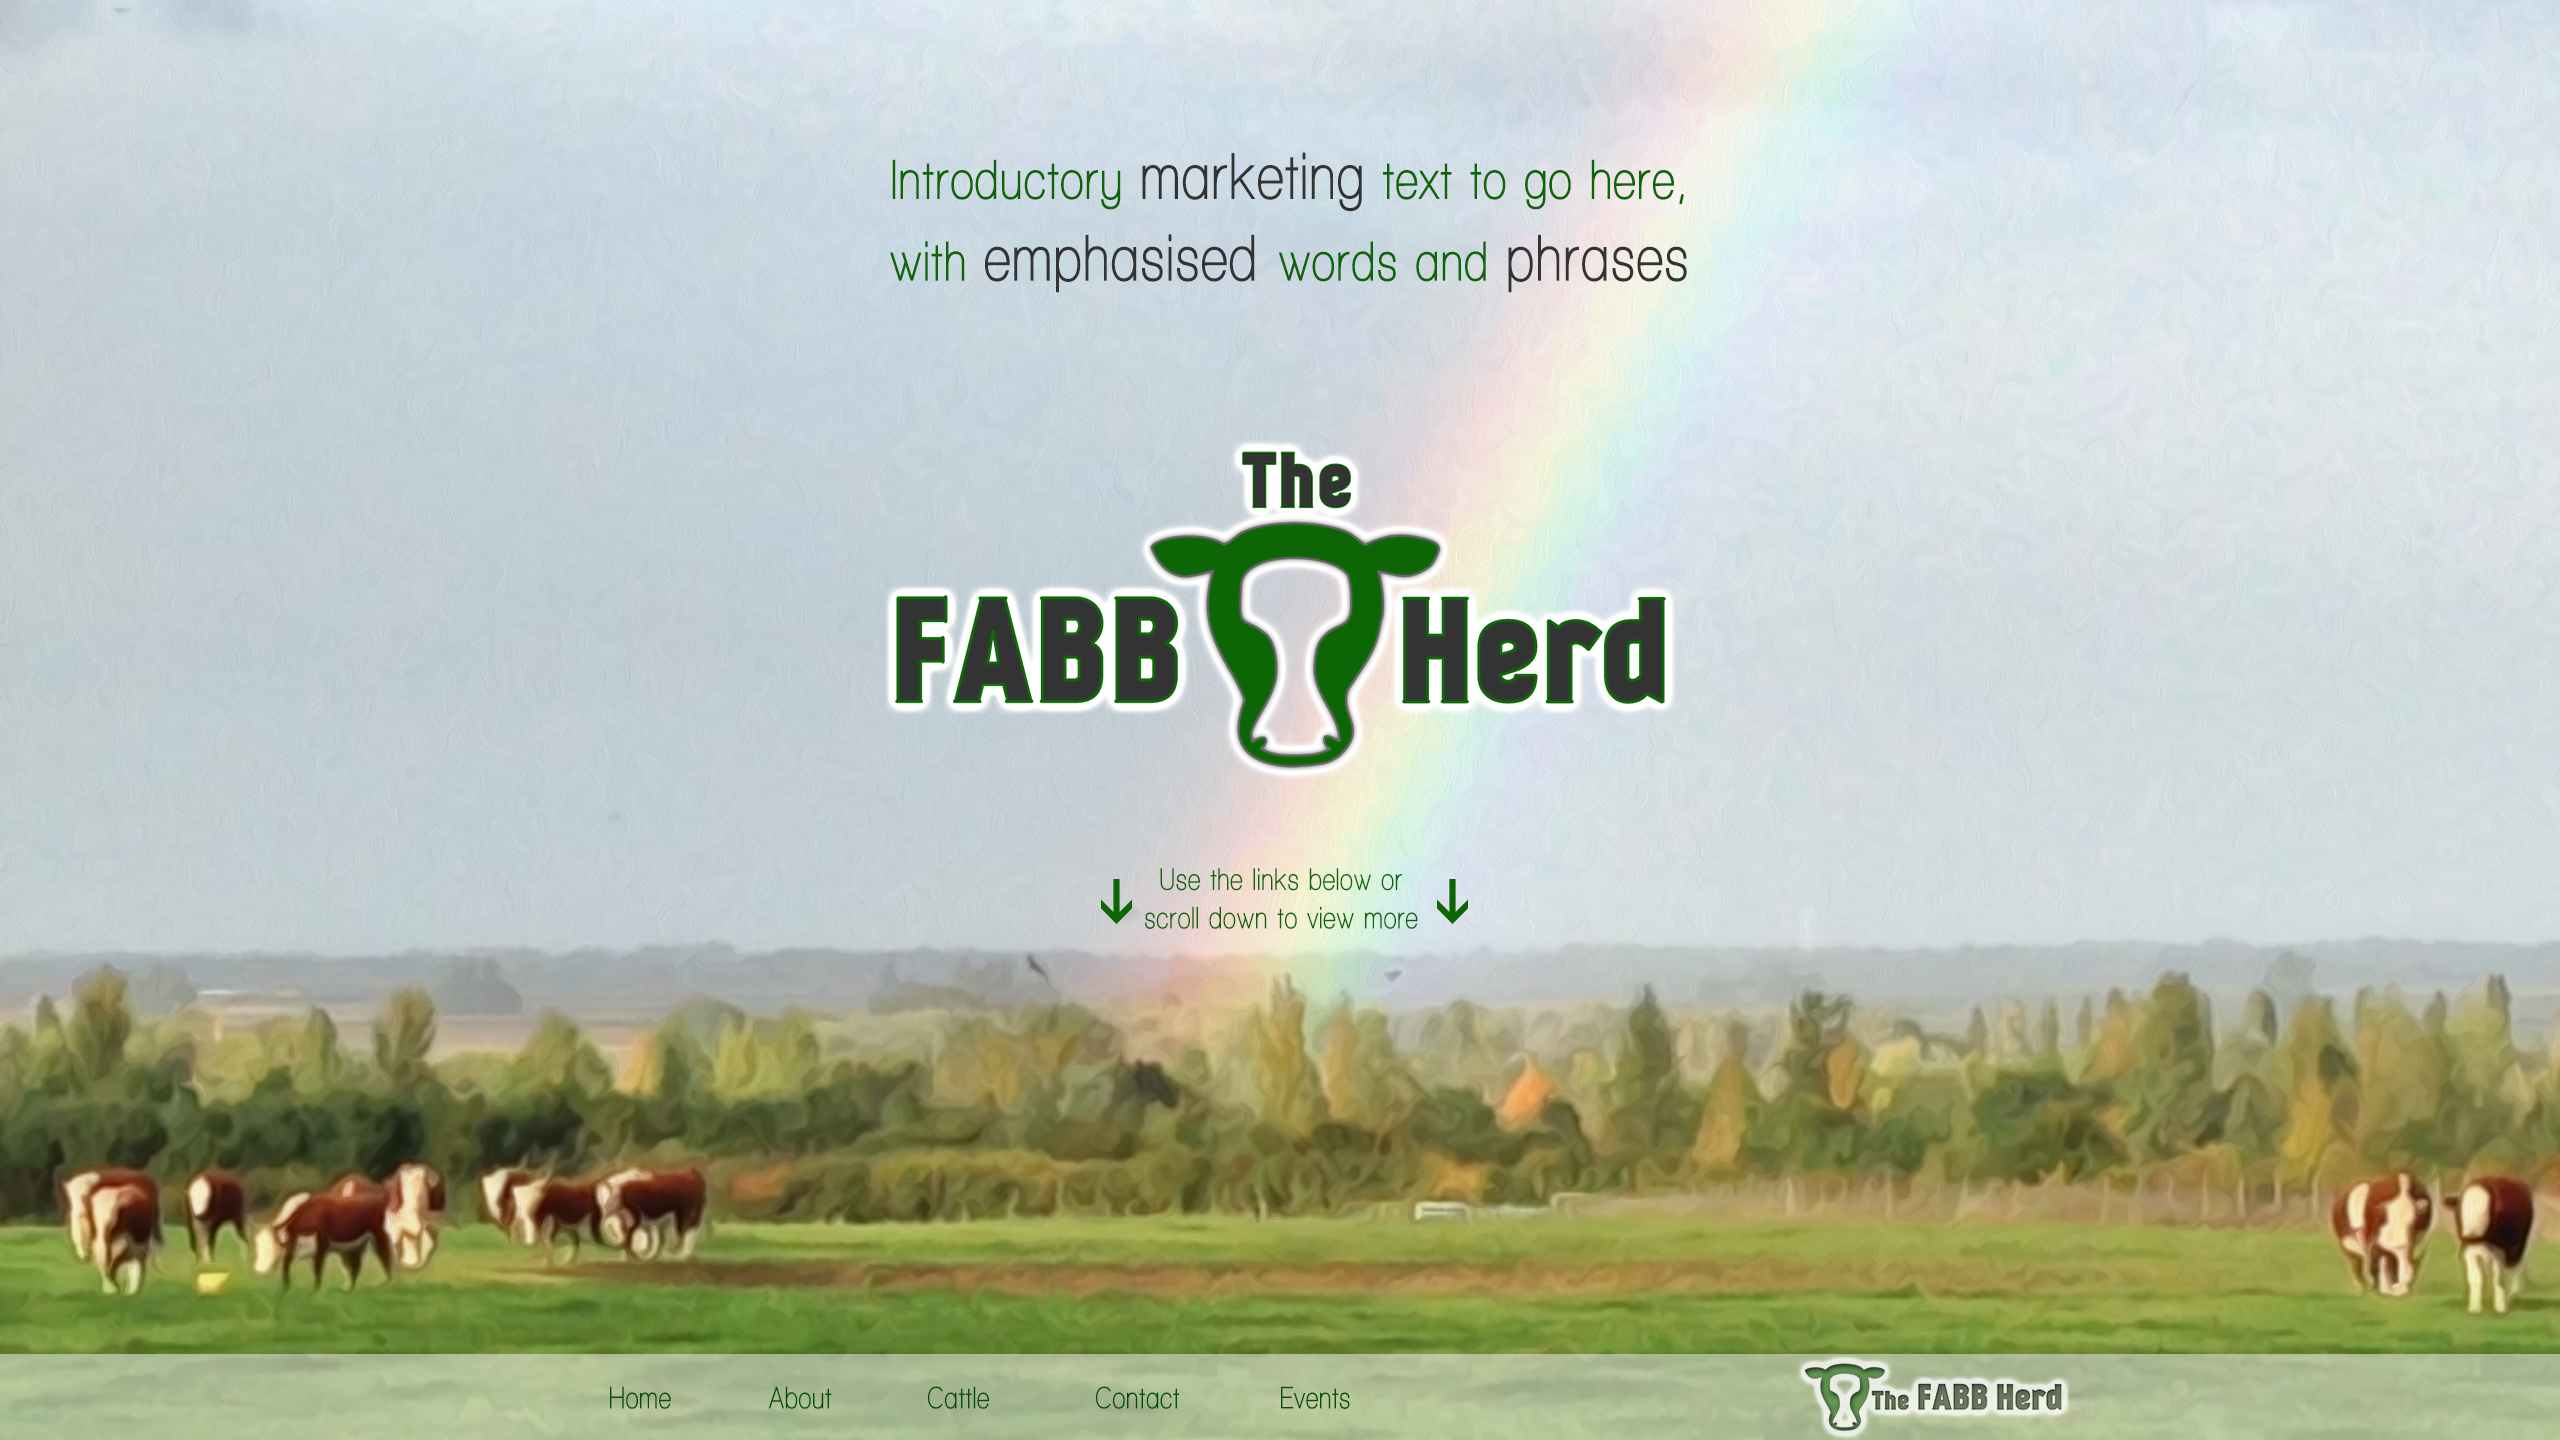 Introductory marketing text to go here,
with emphasised words and phrases
The
FABB Herd
Use the links below or
scroll down to view more
Home About Cattle Contact Events
The FABB Herd